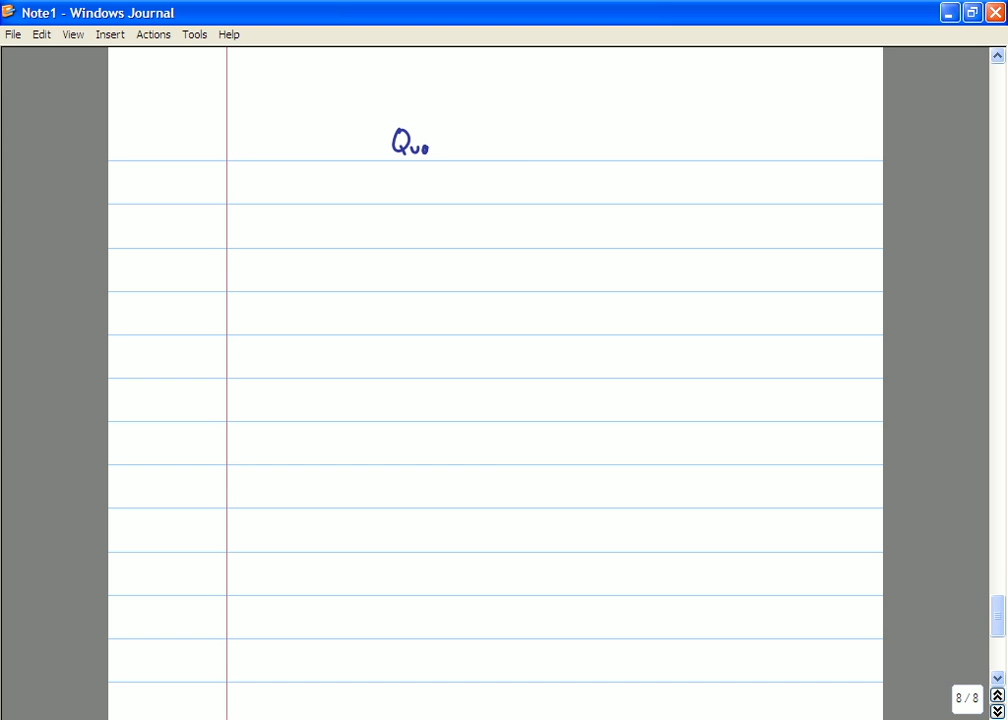 Note1 - Windows Journal
File Edit View Insert Actions Tools Help
Quo
8 / 8